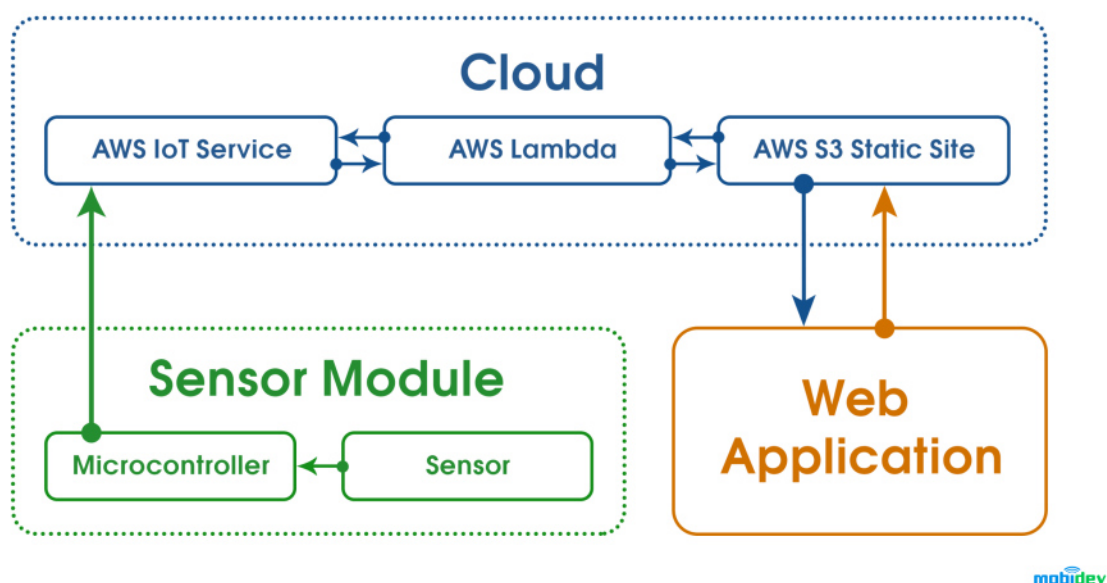 Cloud
AWS IoT Service
AWS Lambda
AWS S3 Static Site
Sensor Module
Microcontroller
Sensor
Web
Application
mobidev